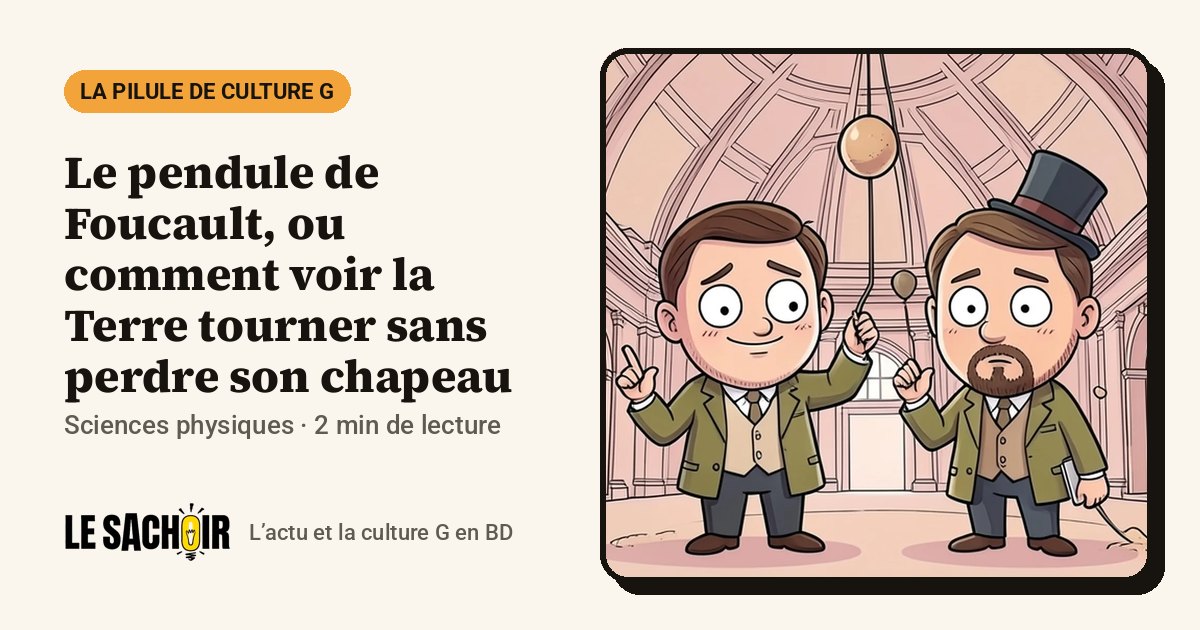 LA PILULE DE CULTURE G
Le pendule de
Foucault, ou
comment voir la
Terre tourner sans
perdre son chapeau
Sciences physiques · 2 min de lecture
LE SACHOIR
L’actu et la culture G en BD